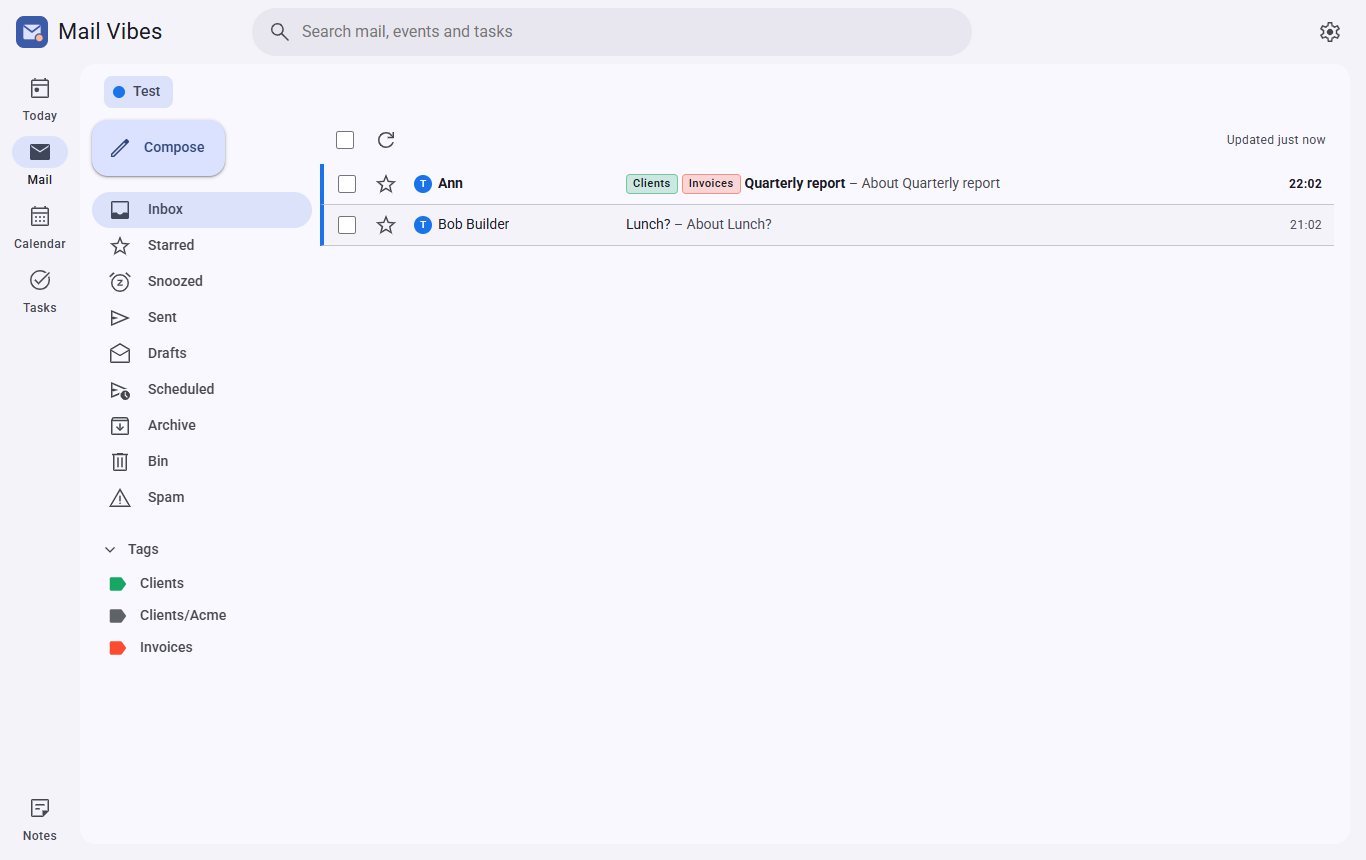 Mail Vibes
Search mail, events and tasks
Today
Mail
Calendar
Tasks
Notes
Test
Compose
Inbox
Starred
Snoozed
Sent
Drafts
Scheduled
Archive
Bin
Spam
Tags
Clients
Clients/Acme
Invoices
Updated just now
T Ann Clients Invoices Quarterly report – About Quarterly report 22:02
T Bob Builder Lunch? – About Lunch? 21:02